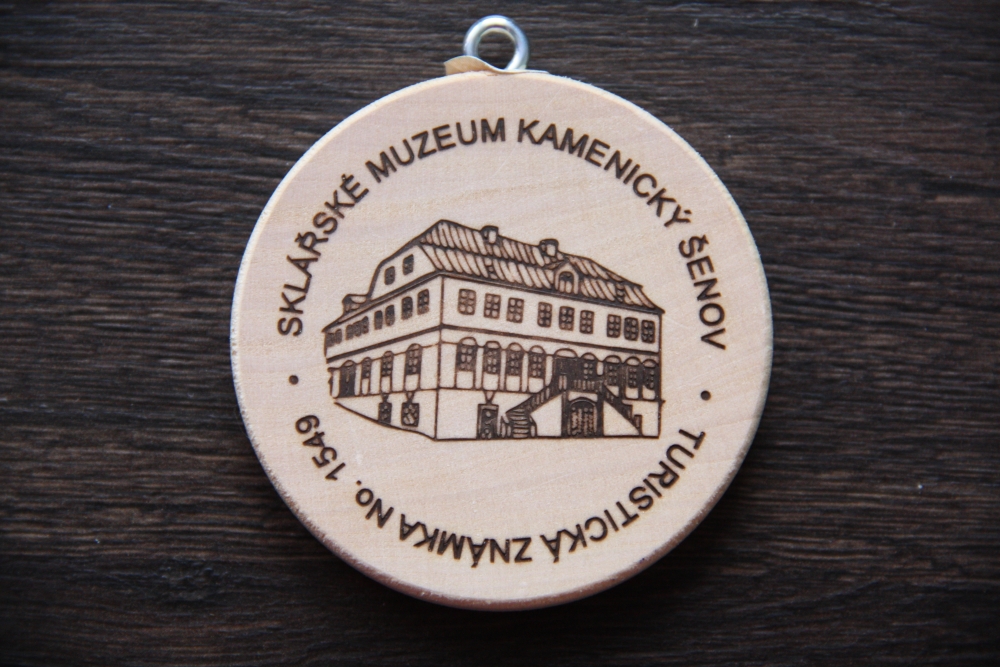 SKLÁŘSKÉ MUZEUM KAMENICKÝ ŠENOV
TURISTICKÁ ZNÁMKA No. 1549